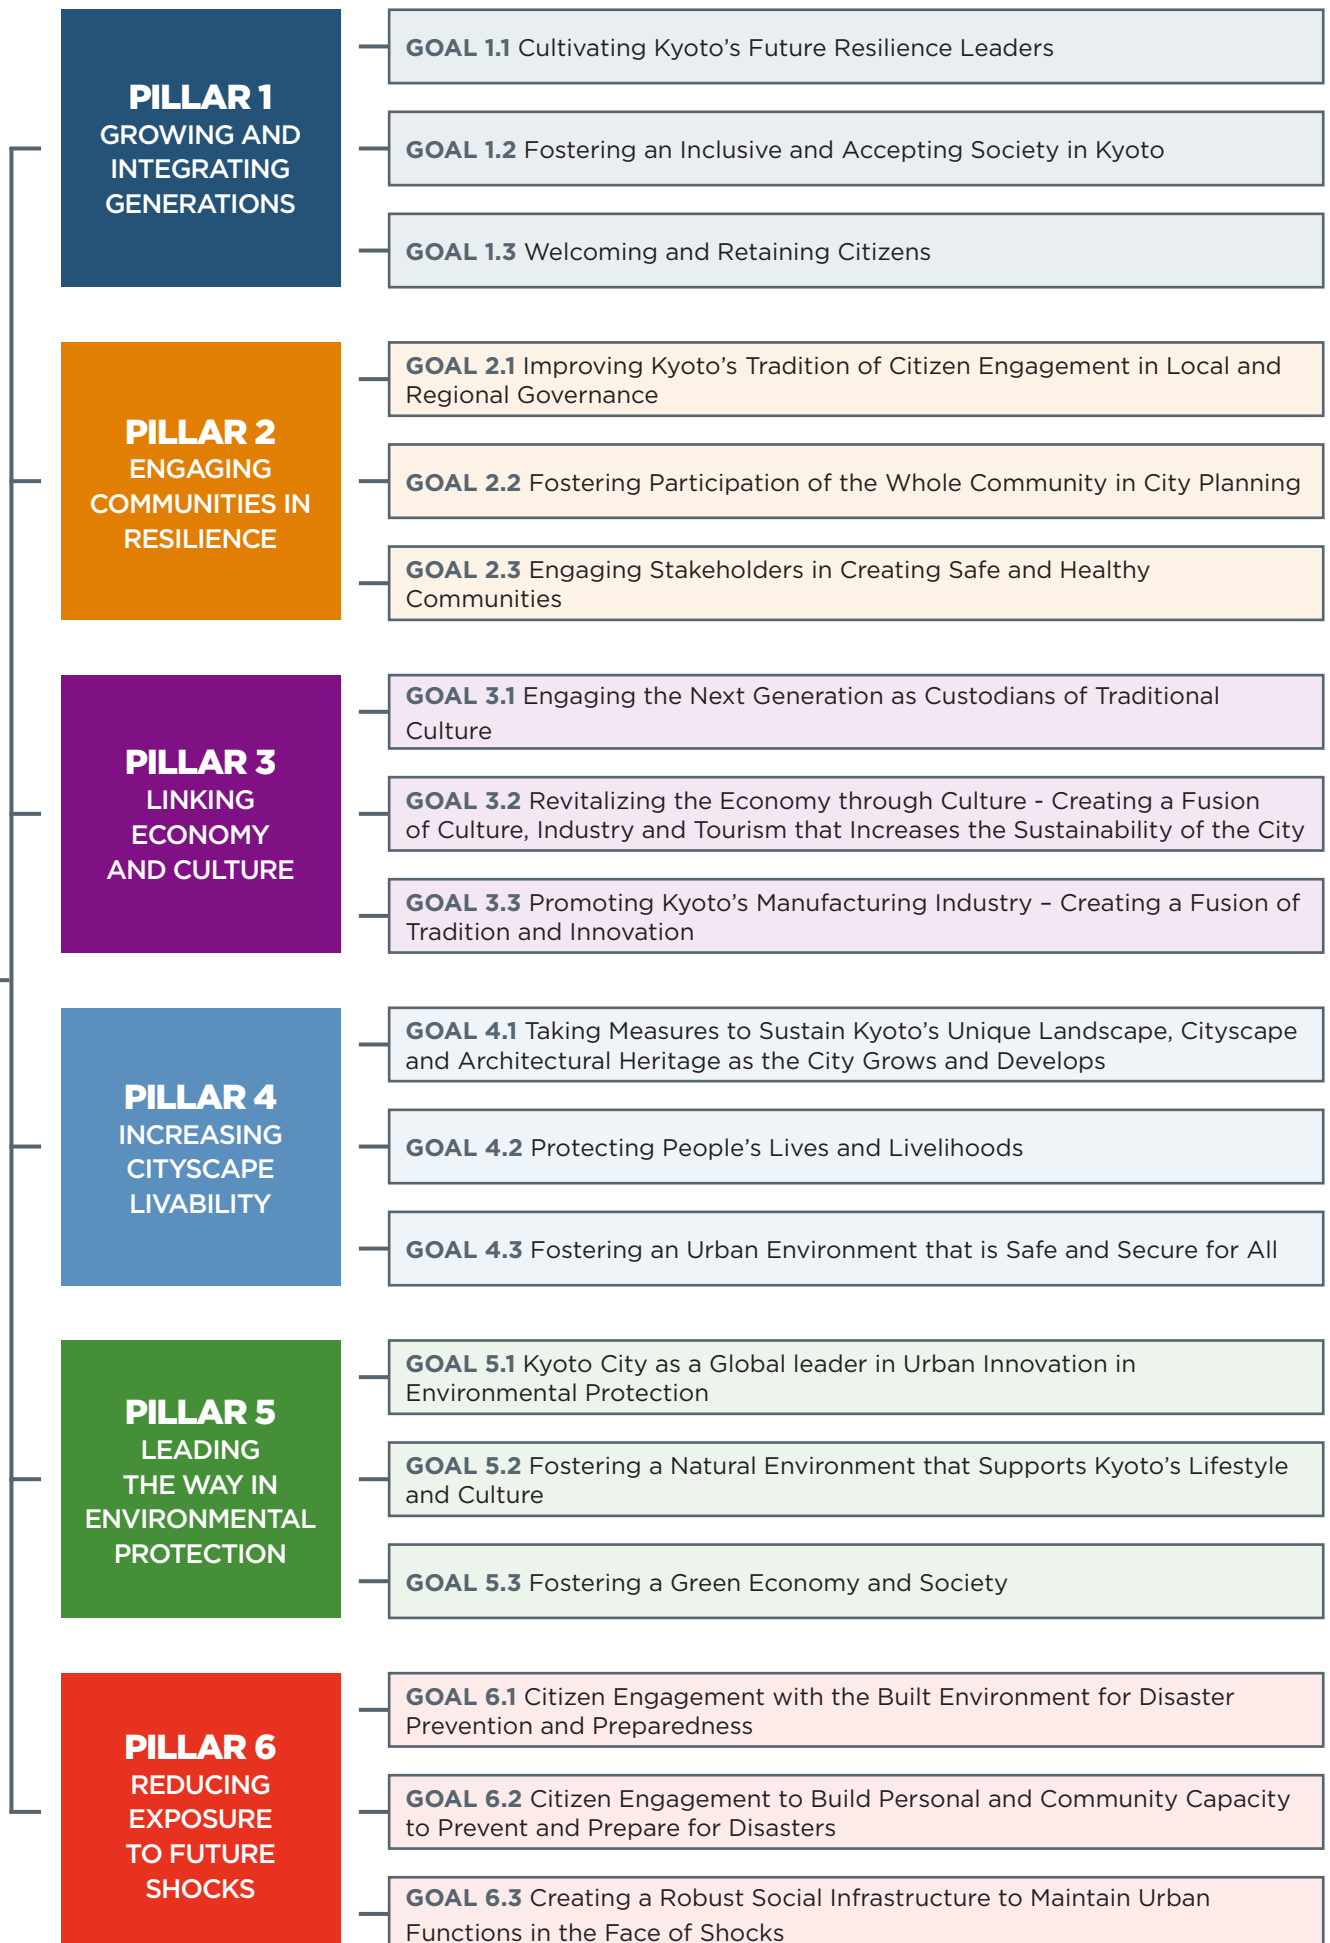 PILLAR 1
GROWING AND
INTEGRATING
GENERATIONS
GOAL 1.1 Cultivating Kyoto’s Future Resilience Leaders
GOAL 1.2 Fostering an Inclusive and Accepting Society in Kyoto
GOAL 1.3 Welcoming and Retaining Citizens
PILLAR 2
ENGAGING
COMMUNITIES IN
RESILIENCE
GOAL 2.1 Improving Kyoto’s Tradition of Citizen Engagement in Local and
Regional Governance
GOAL 2.2 Fostering Participation of the Whole Community in City Planning
GOAL 2.3 Engaging Stakeholders in Creating Safe and Healthy
Communities
PILLAR 3
LINKING
ECONOMY
AND CULTURE
GOAL 3.1 Engaging the Next Generation as Custodians of Traditional
Culture
GOAL 3.2 Revitalizing the Economy through Culture - Creating a Fusion
of Culture, Industry and Tourism that Increases the Sustainability of the City
GOAL 3.3 Promoting Kyoto’s Manufacturing Industry – Creating a Fusion of
Tradition and Innovation
PILLAR 4
INCREASING
CITYSCAPE
LIVABILITY
GOAL 4.1 Taking Measures to Sustain Kyoto’s Unique Landscape, Cityscape
and Architectural Heritage as the City Grows and Develops
GOAL 4.2 Protecting People’s Lives and Livelihoods
GOAL 4.3 Fostering an Urban Environment that is Safe and Secure for All
PILLAR 5
LEADING
THE WAY IN
ENVIRONMENTAL
PROTECTION
GOAL 5.1 Kyoto City as a Global leader in Urban Innovation in
Environmental Protection
GOAL 5.2 Fostering a Natural Environment that Supports Kyoto’s Lifestyle
and Culture
GOAL 5.3 Fostering a Green Economy and Society
PILLAR 6
REDUCING
EXPOSURE
TO FUTURE
SHOCKS
GOAL 6.1 Citizen Engagement with the Built Environment for Disaster
Prevention and Preparedness
GOAL 6.2 Citizen Engagement to Build Personal and Community Capacity
to Prevent and Prepare for Disasters
GOAL 6.3 Creating a Robust Social Infrastructure to Maintain Urban
Functions in the Face of Shocks